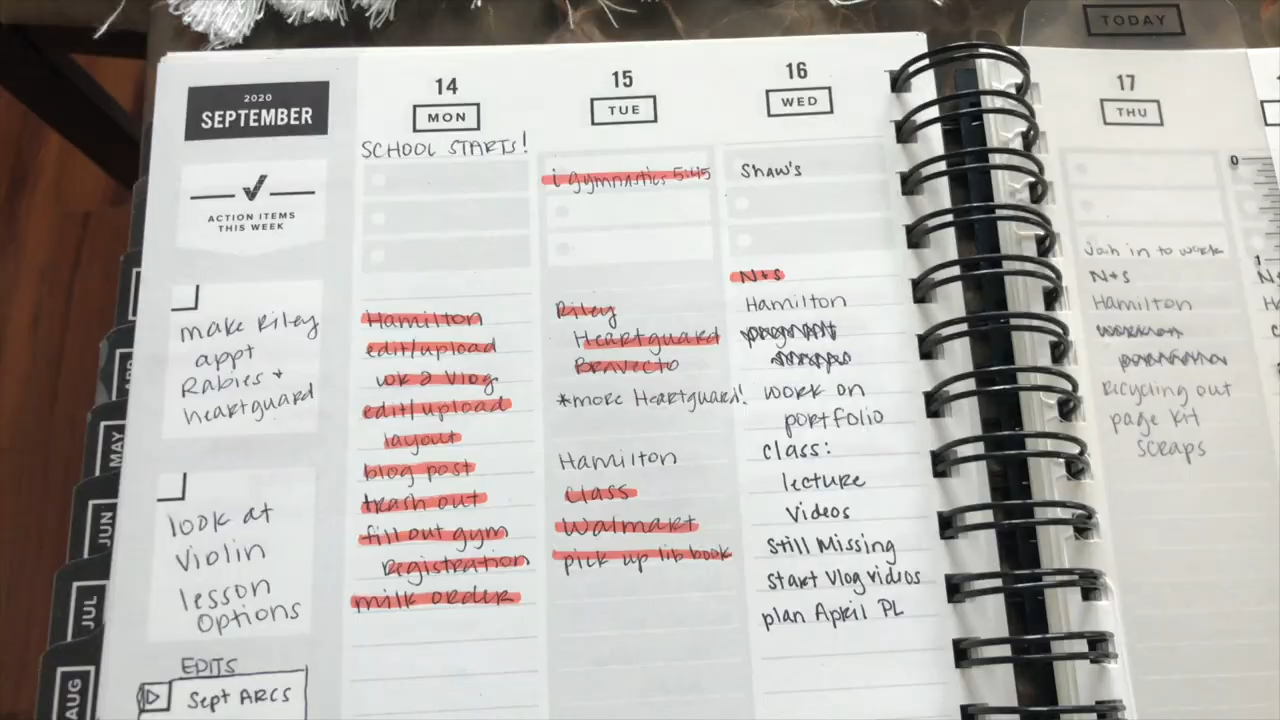 TODAY
2020
SEPTEMBER
ACTION ITEMS
THIS WEEK
make Riley
appt
Rabies +
heartguard
look at
violin
lesson
options
EDITS
Sept ARCS
14
MON
SCHOOL STARTS!
Hamilton
edit/upload
wk 2 vlog
edit/upload
layout
blog post
trash out
fill out gym
registration
milk order
15
TUE
i gymnastics 5:45
Riley
Heartguard
Bravecto
*more Heartguard!
Hamilton
class
Walmart
pick up lib book
16
WED
Shaw's
N+S
Hamilton
work on
portfolio
class:
lecture
videos
still Missing
start vlog videos
plan April PL
17
THU
in to work
N+S
Hamilton
recycling out
page kit
scraps
0
1
MAY
JUN
JUL
AUG